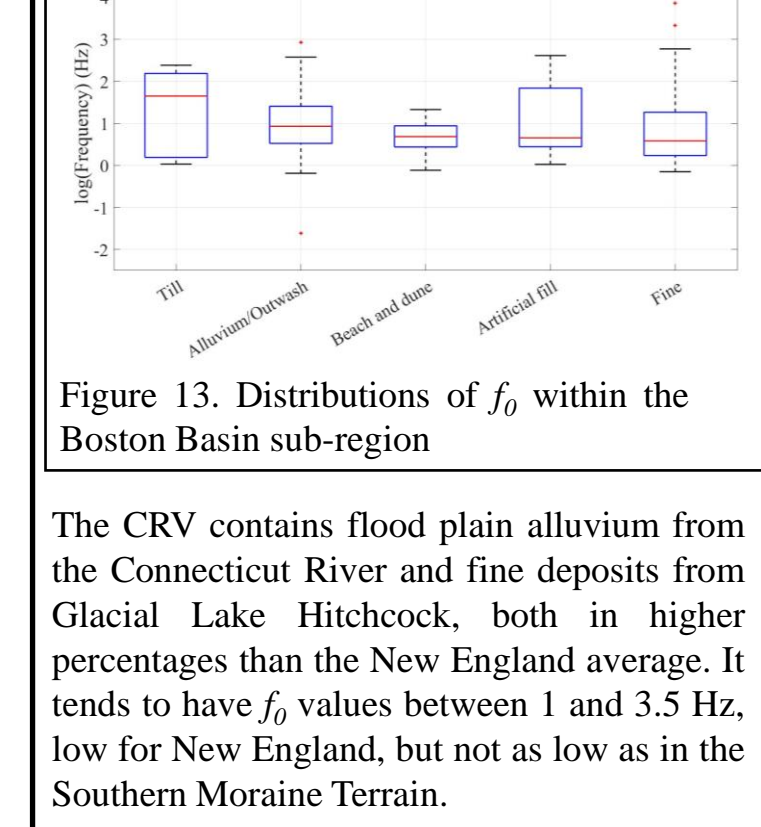 4
3
2
1
0
-1
-2
log(Frequency) (Hz)
Till
Alluvium/Outwash
Beach and dune
Artificial fill
Fine
Figure 13. Distributions of f0 within the
Boston Basin sub-region
The CRV contains flood plain alluvium from
the Connecticut River and fine deposits from
Glacial Lake Hitchcock, both in higher
percentages than the New England average. It
tends to have f0 values between 1 and 3.5 Hz,
low for New England, but not as low as in the
Southern Moraine Terrain.